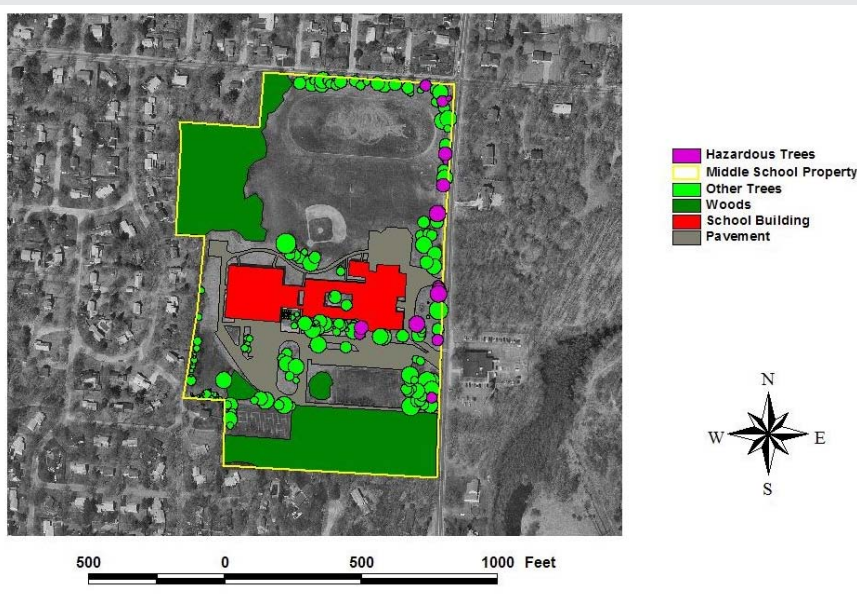 Hazardous Trees
Middle School Property
Other Trees
Woods
School Building
Pavement
N
W E
S
500 0 500 1000 Feet